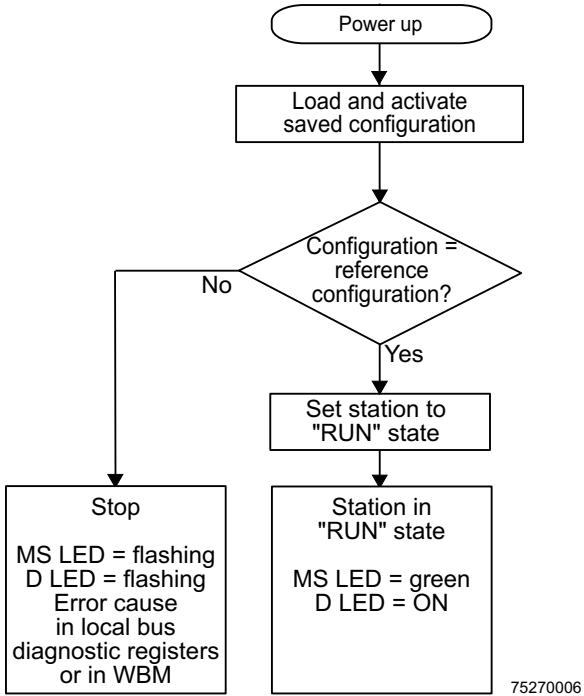 Power up
Load and activate
saved configuration
Configuration =
reference
configuration?
No
Yes
Set station to
"RUN" state
Stop
MS LED = flashing
D LED = flashing
Error cause
in local bus
diagnostic registers
or in WBM
Station in
"RUN" state
MS LED = green
D LED = ON
75270006